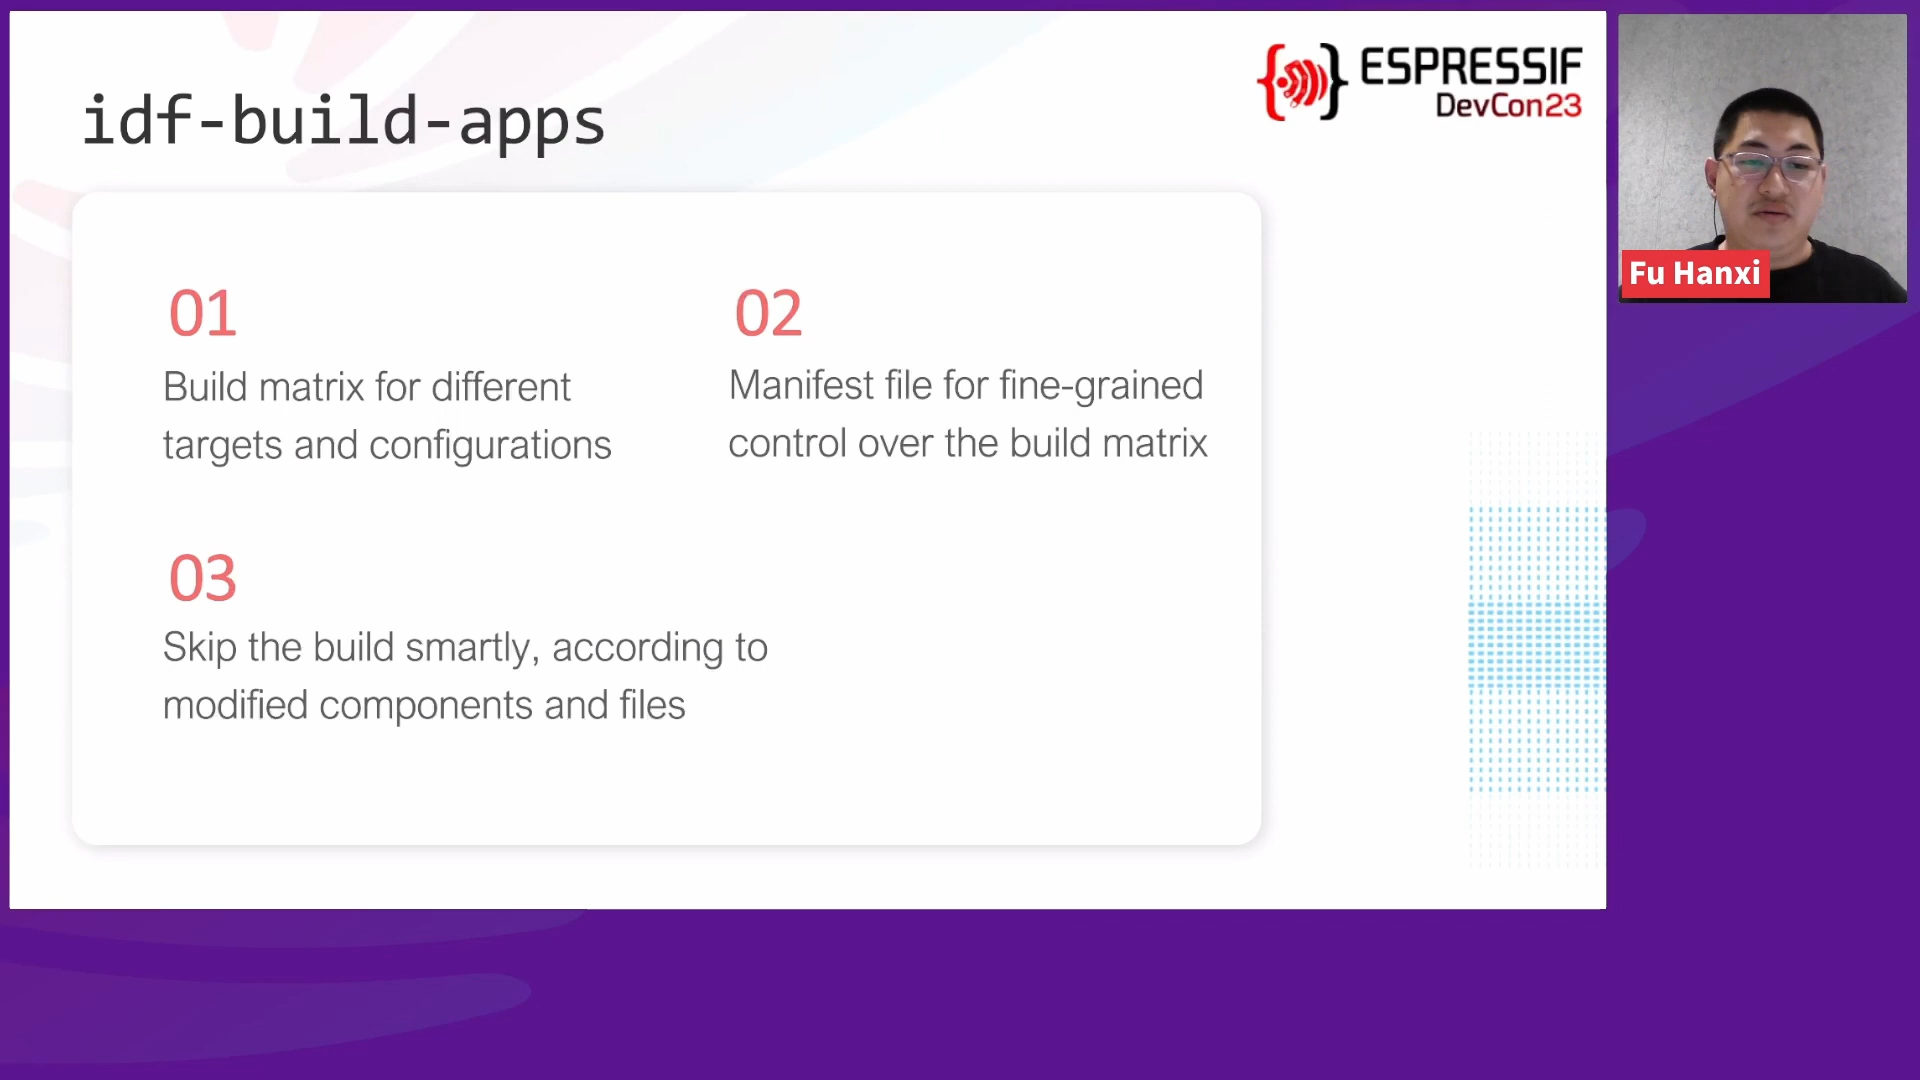 idf-build-apps
ESPRESSIF
DevCon23
Fu Hanxi
01
Build matrix for different
targets and configurations
02
Manifest file for fine-grained
control over the build matrix
03
Skip the build smartly, according to
modified components and files